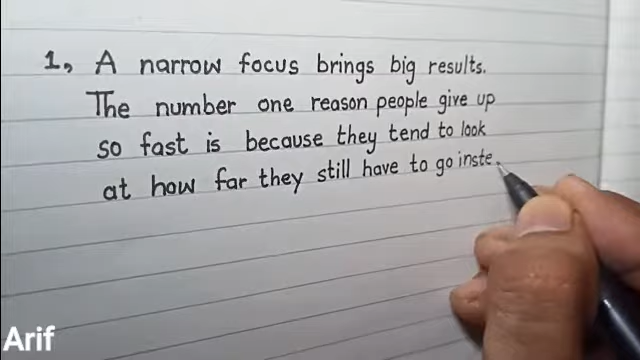 1, A narrow focus brings big results.
The number one reason people give up
so fast is because they tend to look
at how far they still have to go inste
Arif